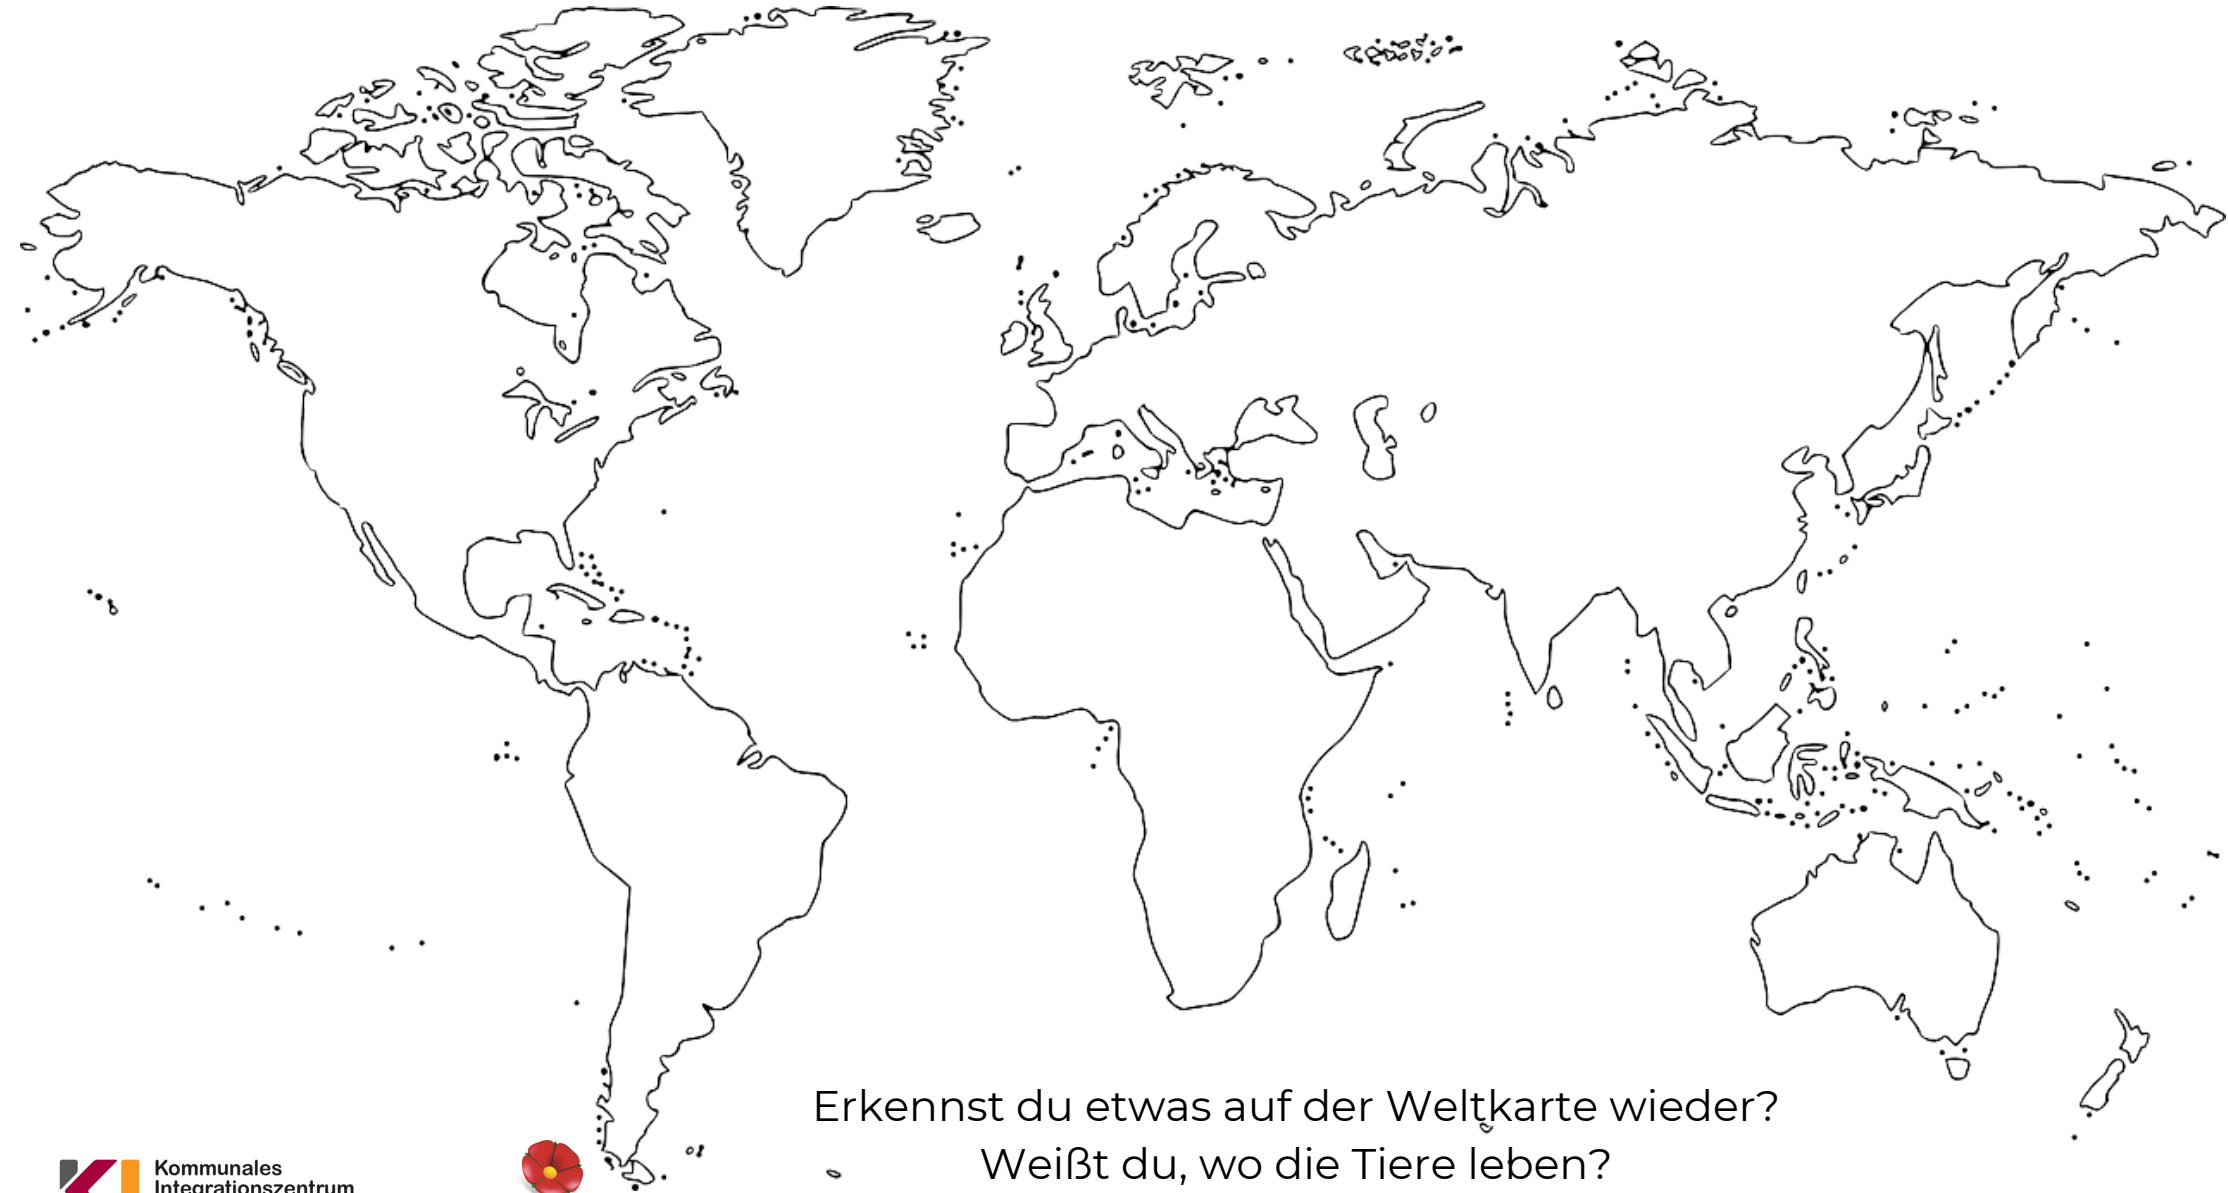 Erkennst du etwas auf der Weltkarte wieder?
Weißt du, wo die Tiere leben?
Kommunales
Integrationszentrum